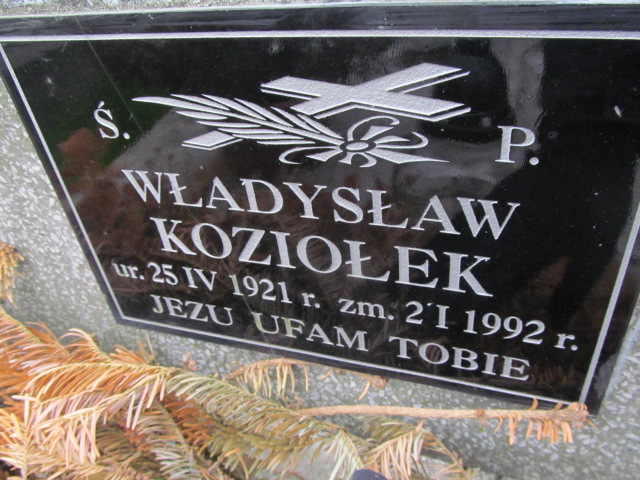 Ś. P.
WŁADYSŁAW
KOZIOŁEK
ur. 25 IV 1921 r. zm. 2 I 1992 r.
JEZU UFAM TOBIE